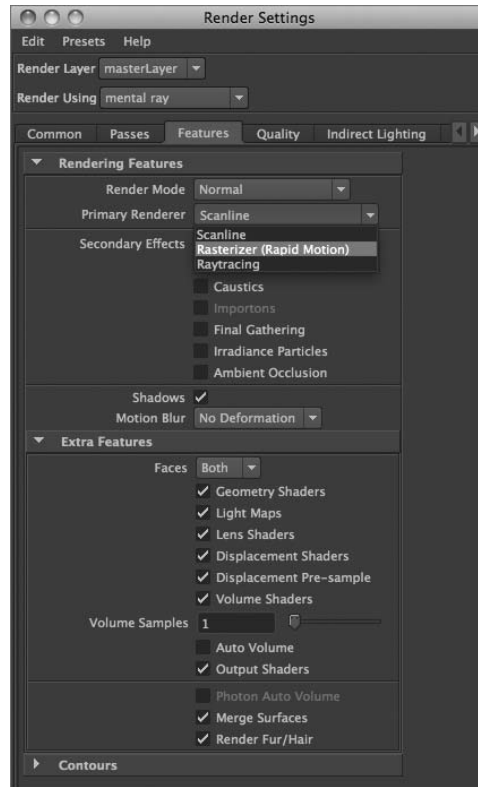 Render Settings
Edit Presets Help
Render Layer masterLayer
Render Using mental ray
Common Passes Features Quality Indirect Lighting
Rendering Features
Render Mode Normal
Primary Renderer Scanline
Scanline
Secondary Effects Rasterizer (Rapid Motion)
Raytracing
Caustics
Importons
Final Gathering
Irradiance Particles
Ambient Occlusion
Shadows
Motion Blur No Deformation
Extra Features
Faces Both
Geometry Shaders
Light Maps
Lens Shaders
Displacement Shaders
Displacement Pre-sample
Volume Shaders
Volume Samples 1
Auto Volume
Output Shaders
Photon Auto Volume
Merge Surfaces
Render Fur/Hair
Contours